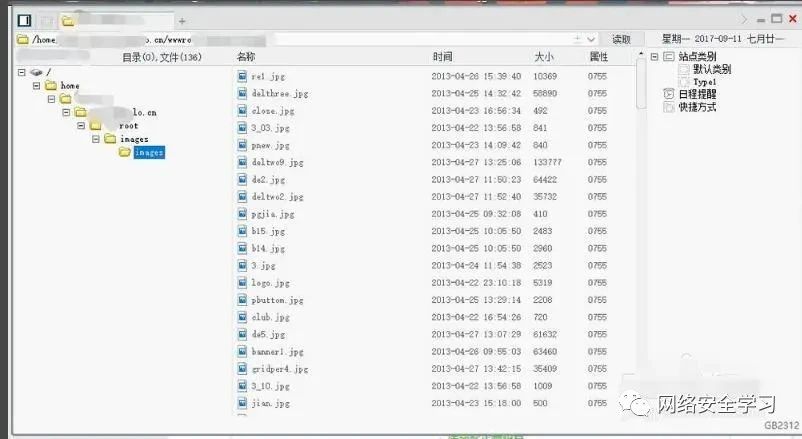 /home/ .cn/wwwro
读取
星期一 2017-09-11 七月廿一
目录(0),文件(136)
名称 时间 大小 属性
/
home
lo.cn
root
images
images
re1.jpg 2013-04-26 15:39:40 10369 0755
delthree.jpg 2013-04-25 14:32:42 58890 0755
close.jpg 2013-04-23 16:56:34 492 0755
3_03.jpg 2013-04-22 13:56:58 841 0755
pnew.jpg 2013-04-23 14:09:42 840 0755
deltwo9.jpg 2013-04-27 13:25:06 133777 0755
de2.jpg 2013-04-27 11:50:23 64422 0755
deltwo2.jpg 2013-04-27 11:52:40 35732 0755
pgjia.jpg 2013-04-25 09:32:08 410 0755
b15.jpg 2013-04-25 10:05:50 2483 0755
b14.jpg 2013-04-25 10:05:50 2960 0755
3.jpg 2013-04-24 11:54:38 2523 0755
logo.jpg 2013-04-22 23:10:18 5319 0755
pbuttom.jpg 2013-04-25 13:29:14 2208 0755
club.jpg 2013-04-22 16:54:26 720 0755
de5.jpg 2013-04-27 13:07:29 61632 0755
banner1.jpg 2013-04-26 09:55:03 63460 0755
gridper4.jpg 2013-04-27 13:42:15 35409 0755
3_10.jpg 2013-04-22 13:56:58 1009 0755
jian.jpg 2013-04-23 15:18:00 500 0755
站点类别
默认类别
Type1
日程提醒
快捷方式
网络安全学习
GB2312